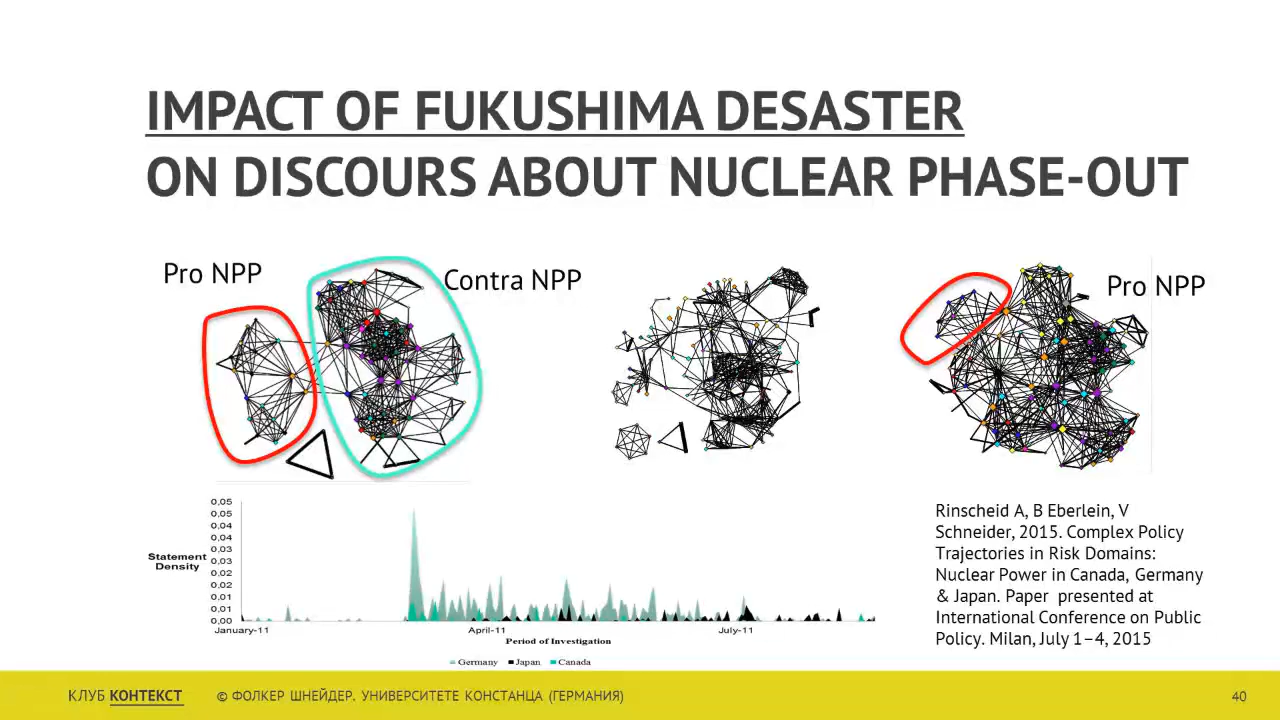 IMPACT OF FUKUSHIMA DESASTER
ON DISCOURS ABOUT NUCLEAR PHASE-OUT
Pro NPP
Contra NPP
Pro NPP
0,05
0,05
0,04
0,04
0,03
0,03
0,02
0,02
0,01
0,01
0,00
Statement
Density
January-11
April-11
July-11
Period of Investigation
Germany
Japan
Canada
Rinscheid A, B Eberlein, V
Schneider, 2015. Complex Policy
Trajectories in Risk Domains:
Nuclear Power in Canada, Germany
& Japan. Paper presented at
International Conference on Public
Policy. Milan, July 1–4, 2015
КЛУБ КОНТЕКСТ
© ФОЛКЕР ШНЕЙДЕР. УНИВЕРСИТЕТЕ КОНСТАНЦА (ГЕРМАНИЯ)
40